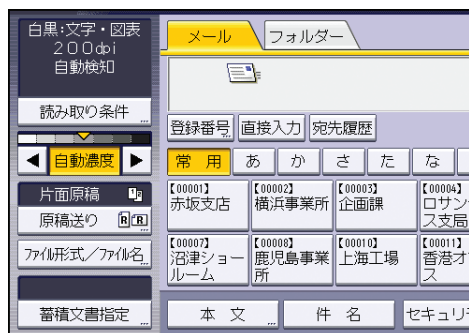 白黒:文字・図表
200dpi
自動検知
読み取り条件
自動濃度
片面原稿
原稿送り
ファイル形式/ファイル名
蓄積文書指定
メール
フォルダー
登録番号
直接入力
宛先履歴
常用
あ
か
さ
た
な
【00001】
赤坂支店
【00002】
横浜事業所
【00003】
企画課
【00004】
ロサン
ス支局
【00007】
沼津ショー
ルーム
【00008】
鹿児島事業
所
【00010】
上海工場
【00011】
香港オ
ス
本文
件名
セキュリ